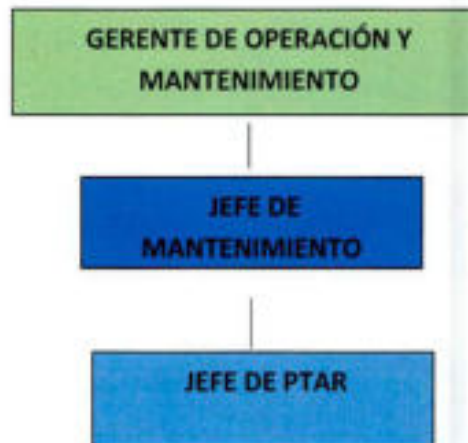 GERENTE DE OPERACIÓN Y
MANTENIMIENTO
JEFE DE
MANTENIMIENTO
JEFE DE PTAR